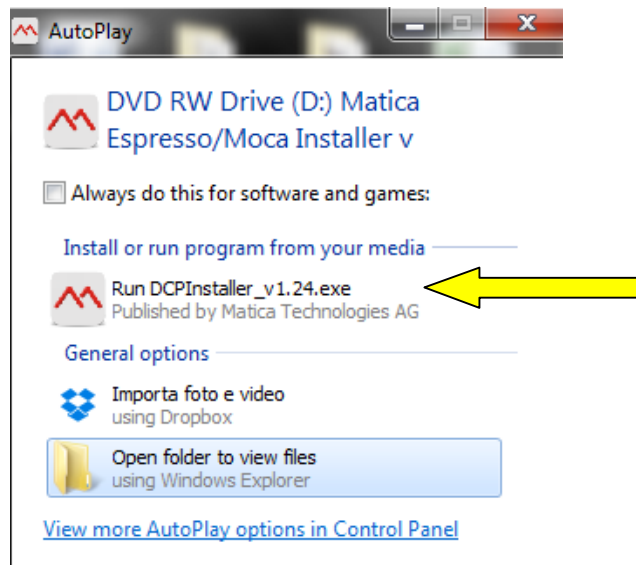 AutoPlay
DVD RW Drive (D:) Matica
Espresso/Moca Installer v
Always do this for software and games:
Install or run program from your media
Run DCPInstaller_v1.24.exe
Published by Matica Technologies AG
General options
Importa foto e video
using Dropbox
Open folder to view files
using Windows Explorer
View more AutoPlay options in Control Panel